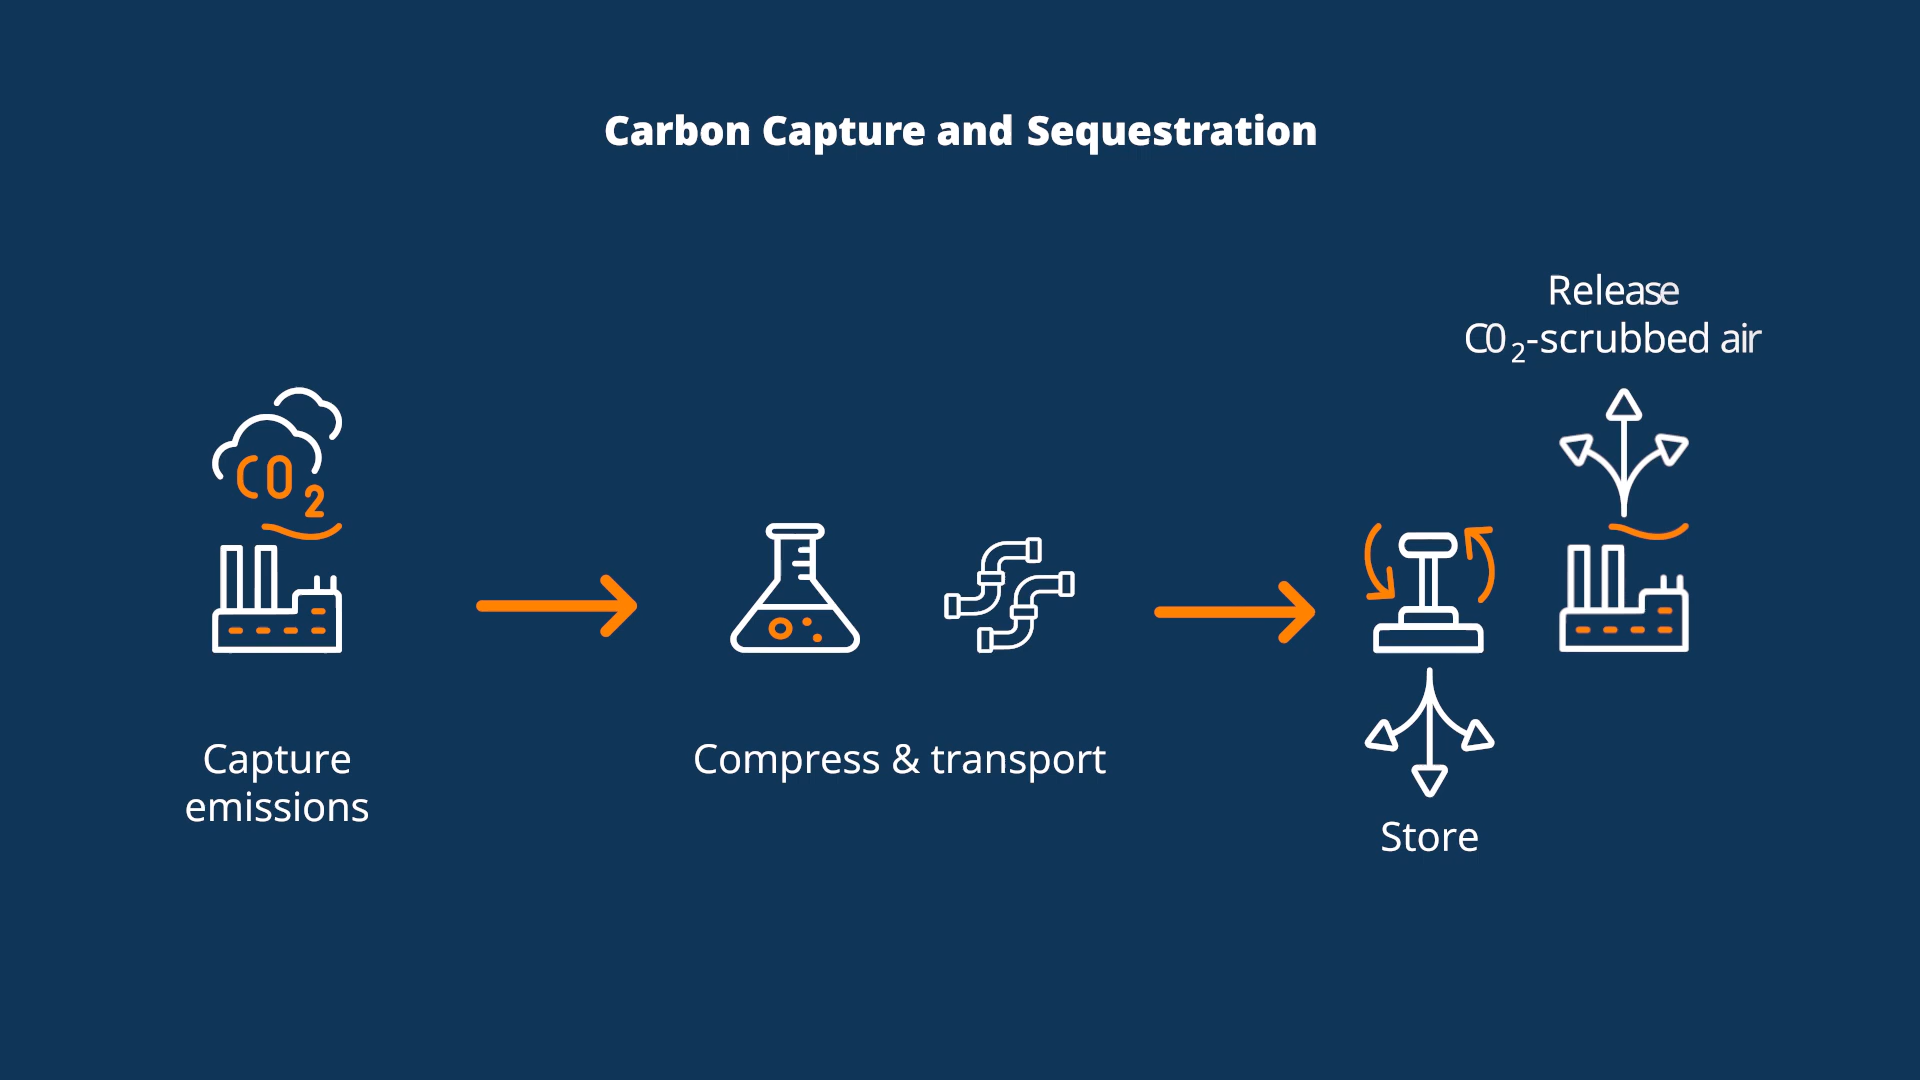 Carbon Capture and Sequestration
Release
C0₂-scrubbed air
CO₂
Capture
emissions
Compress & transport
Store